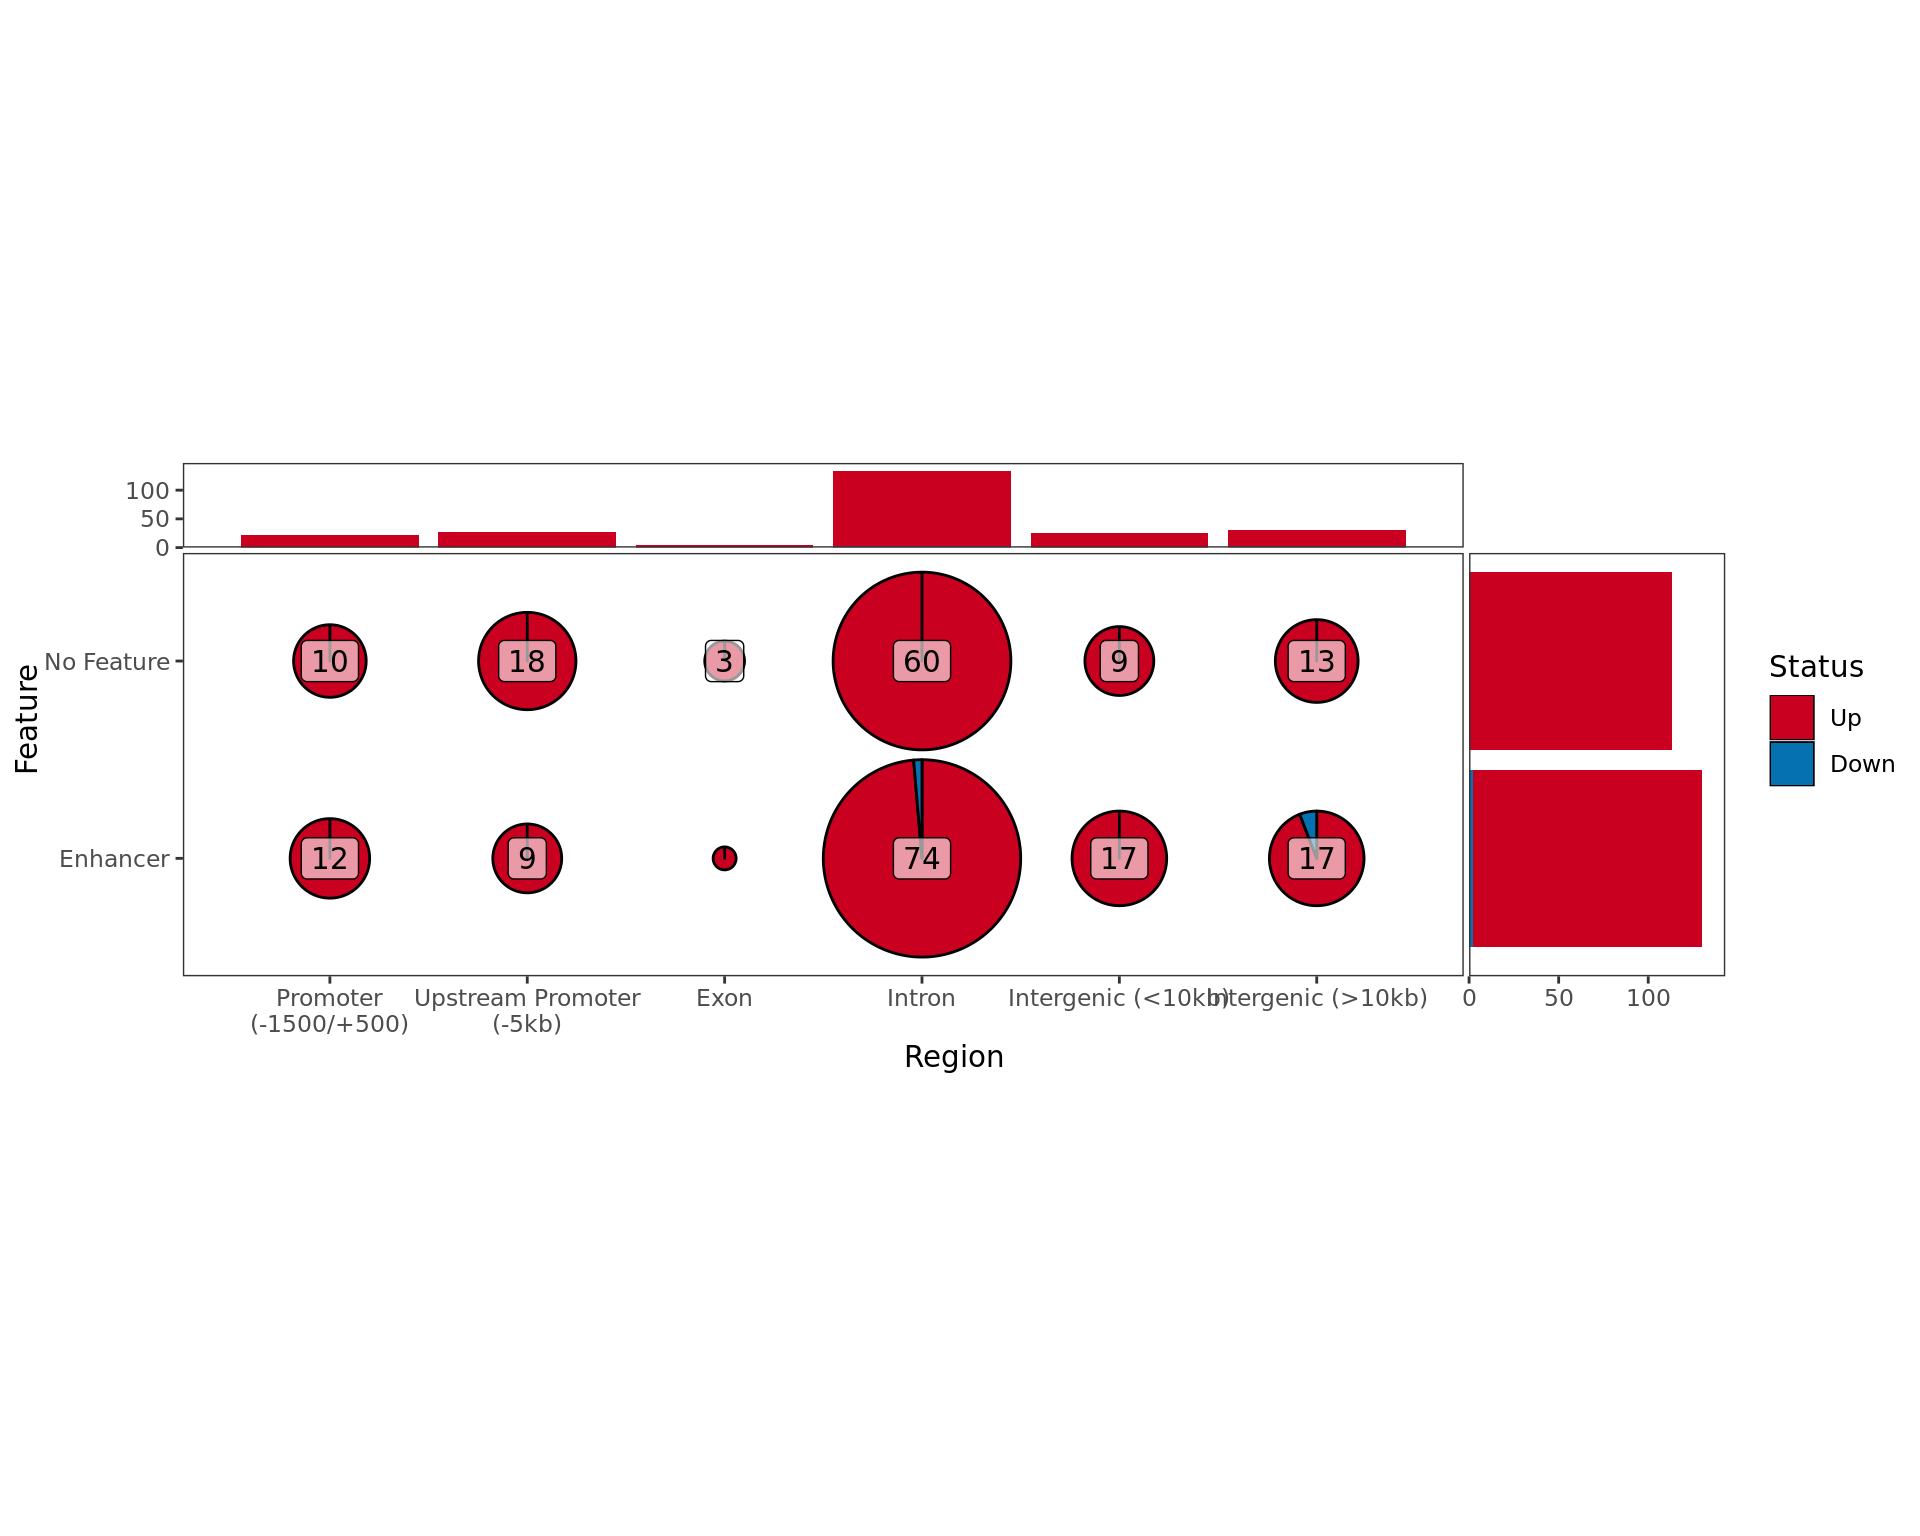 100
50
0
Feature
No Feature
10
18
3
60
9
13
Enhancer
12
9
74
17
17
Promoter
(-1500/+500)
Upstream Promoter
(-5kb)
Exon
Intron
Intergenic (<10kb)
ntergenic (>10kb)
0
50
100
Region
Status
Up
Down